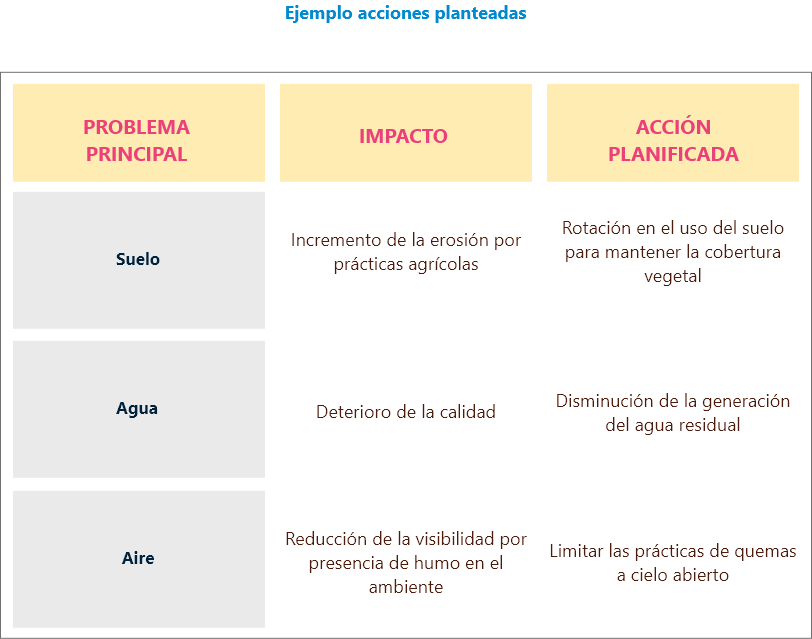 Ejemplo acciones planteadas
PROBLEMA
PRINCIPAL
IMPACTO
ACCIÓN
PLANIFICADA
Suelo
Incremento de la erosión por
prácticas agrícolas
Rotación en el uso del suelo
para mantener la cobertura
vegetal
Agua
Deterioro de la calidad
Disminución de la generación
del agua residual
Aire
Reducción de la visibilidad por
presencia de humo en el
ambiente
Limitar las prácticas de quemas
a cielo abierto